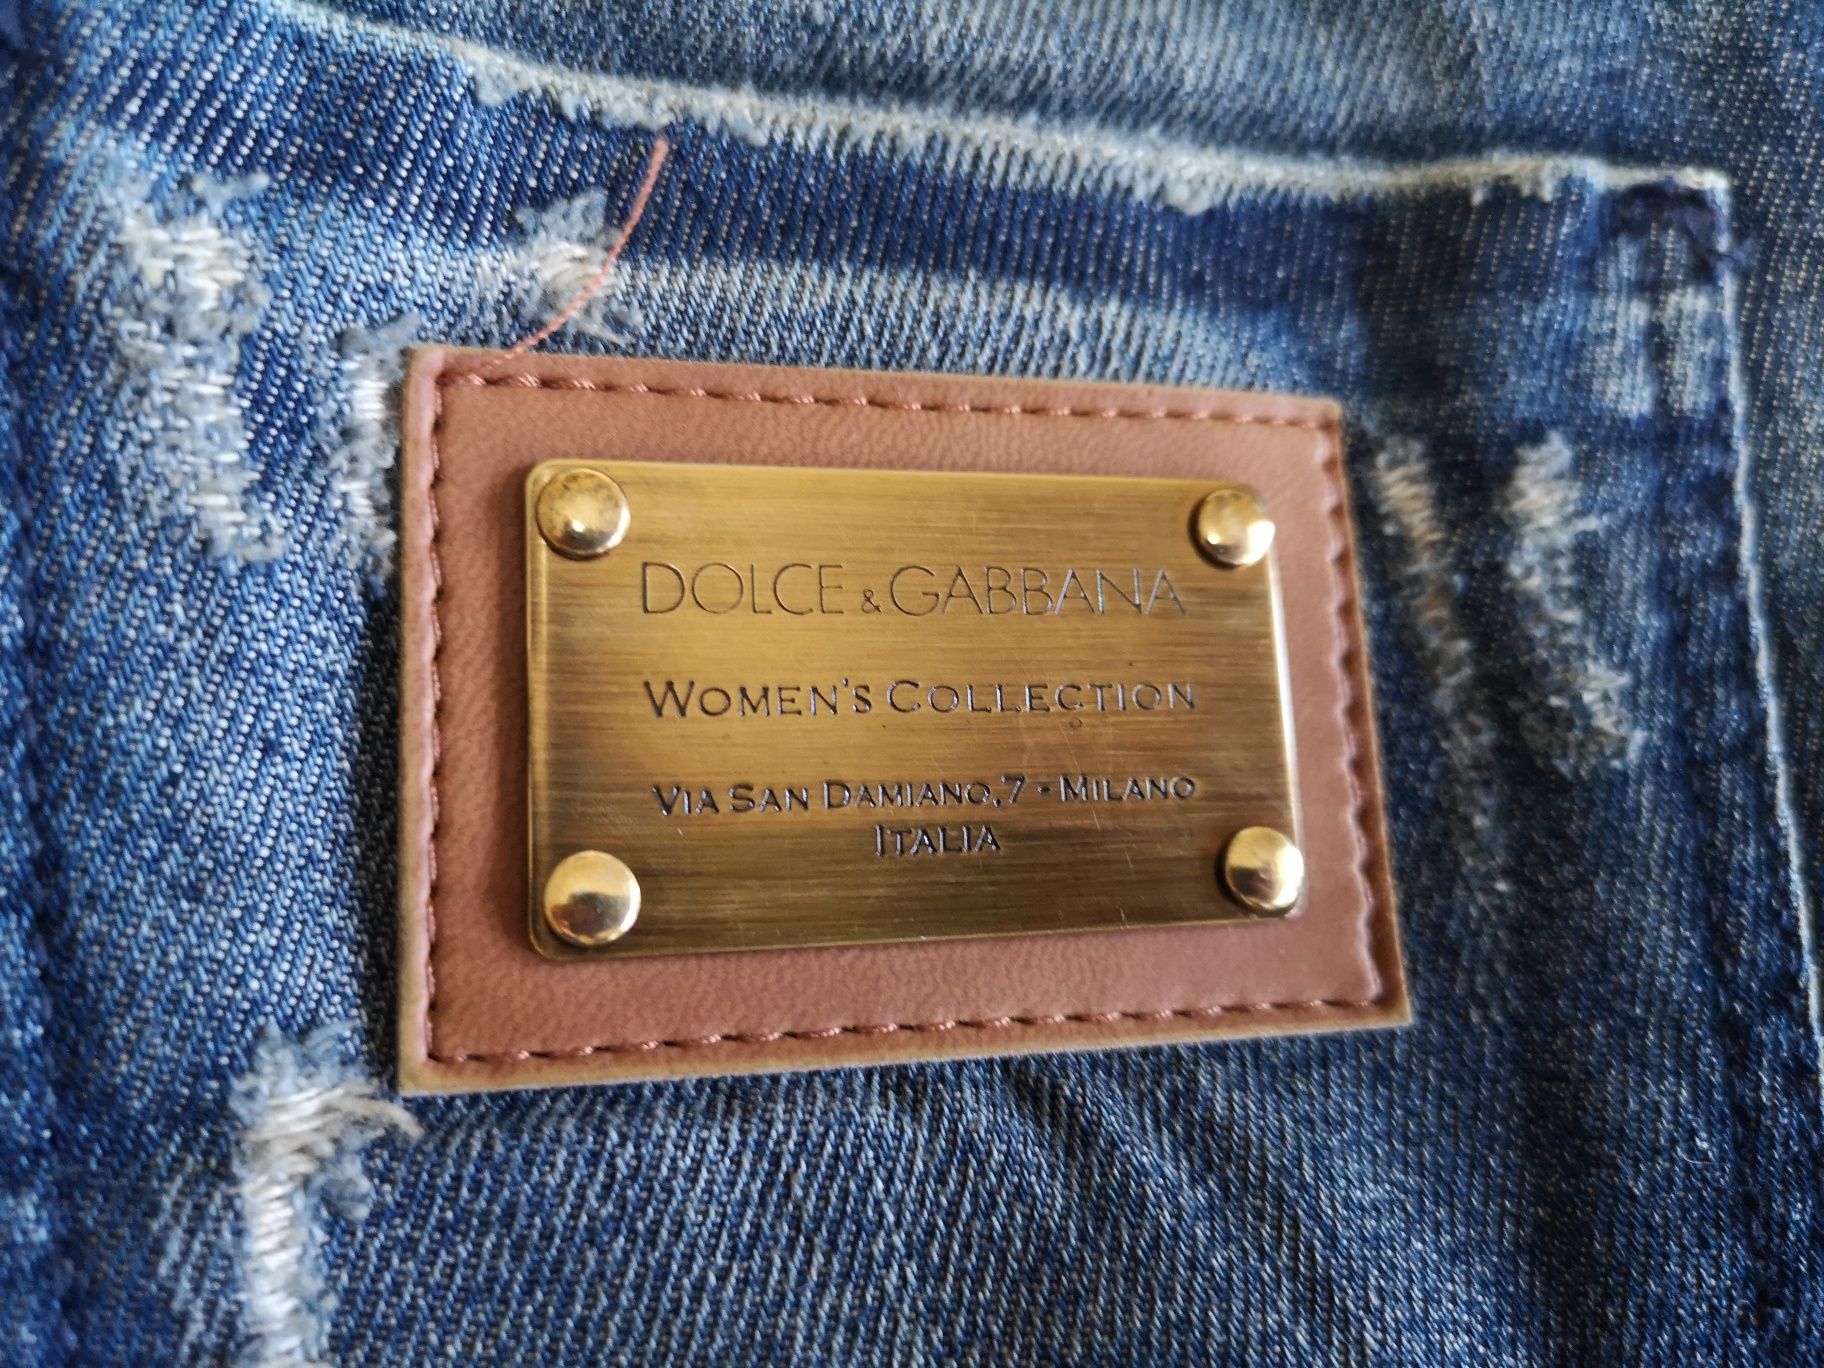 DOLCE & GABBANA
WOMEN'S COLLECTION
VIA SAN DAMIANO,7 - MILANO
ITALIA